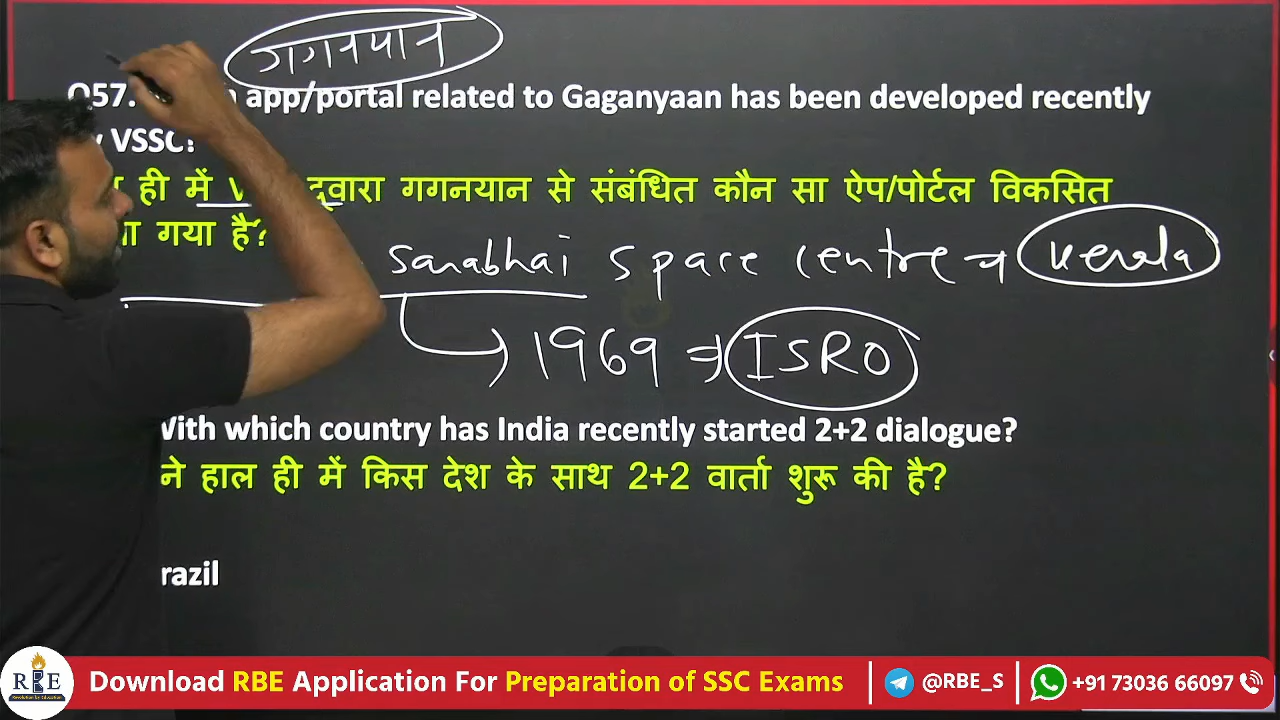 गगनयान
Q57. app/portal related to Gaganyaan has been developed recently
VSSC?
ही में V द्वारा गगनयान से संबंधित कौन सा ऐप/पोर्टल विकसित
गया है?
Sarabhai space centre → Kerala
→ 1969 ⇒ ISRO
With which country has India recently started 2+2 dialogue?
ने हाल ही में किस देश के साथ 2+2 वार्ता शुरू की है?
razil
RBE
Download RBE Application For Preparation of SSC Exams
@RBE_S
+91 73036 66097